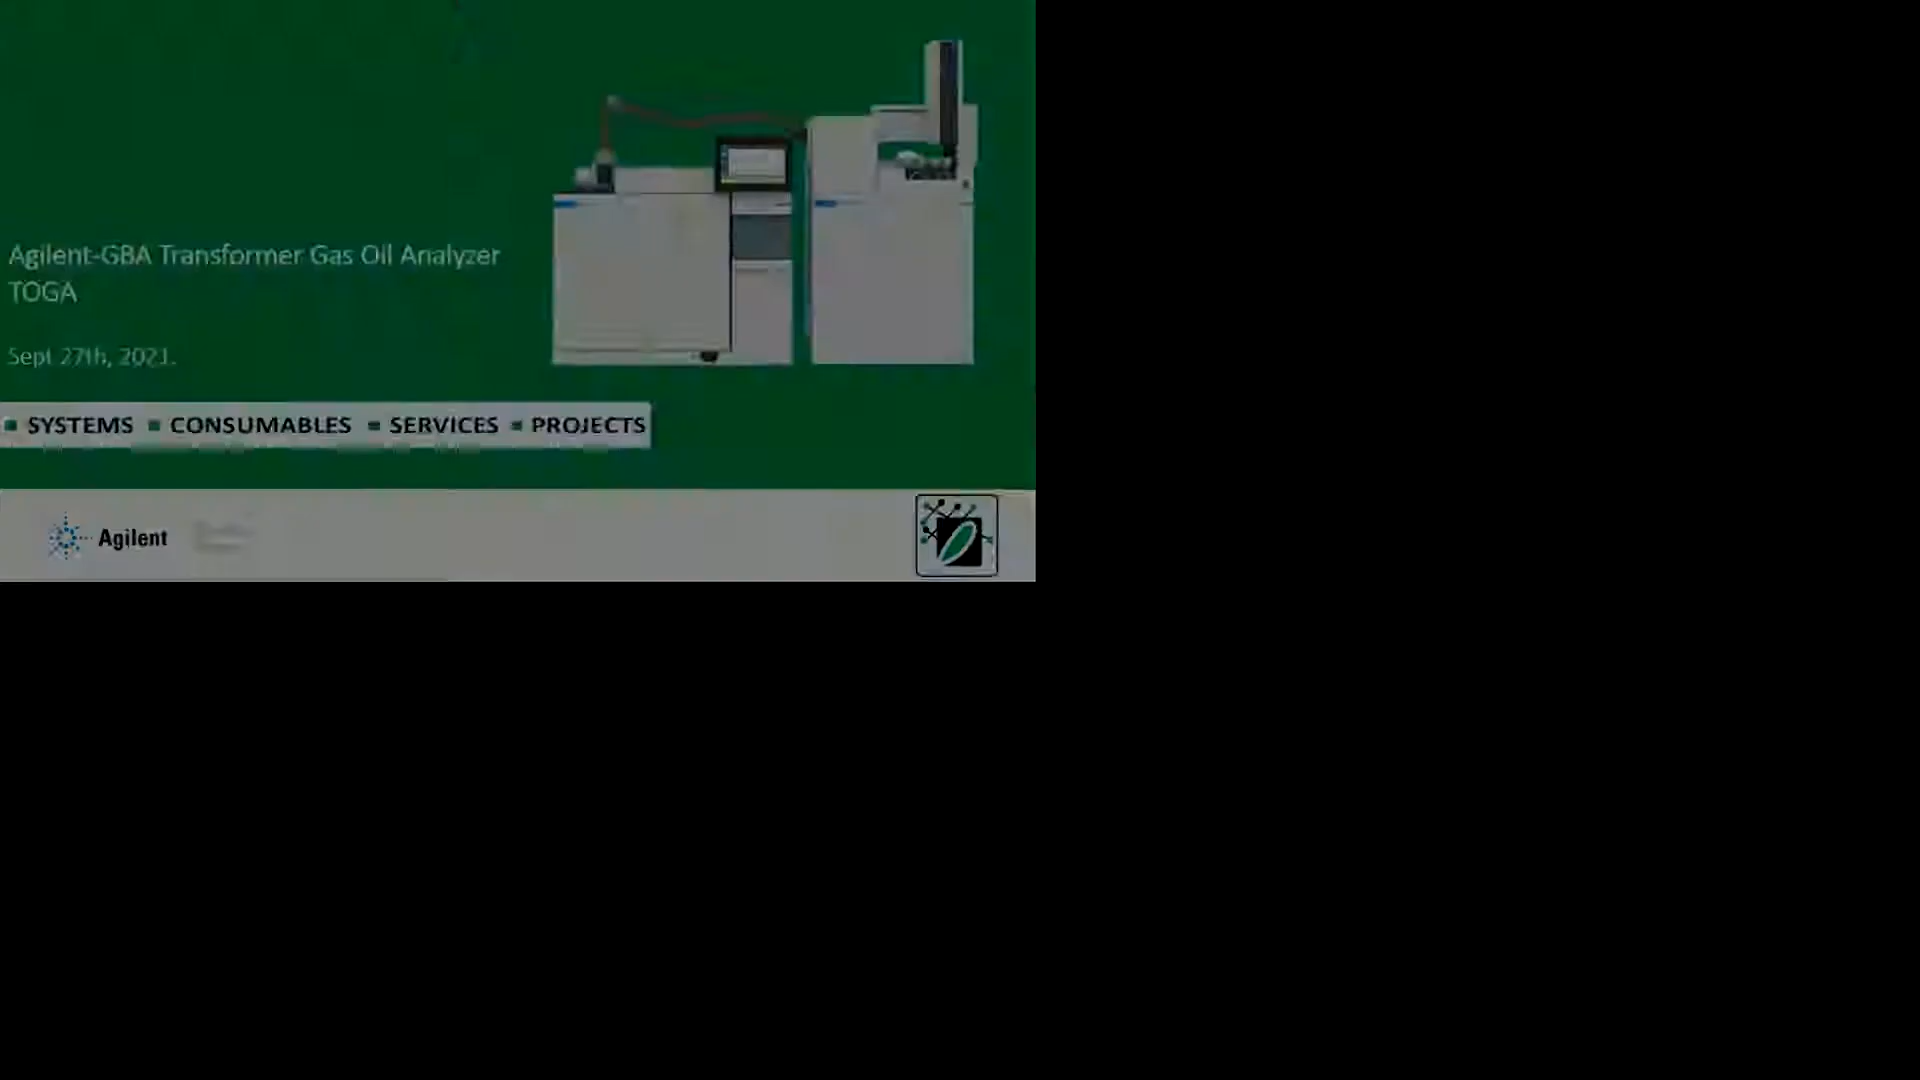 Agilent-GBA Transformer Gas Oil Analyzer
TOGA
Sept 27th, 2021.
▪ SYSTEMS ▪ CONSUMABLES ▪ SERVICES ▪ PROJECTS
Agilent